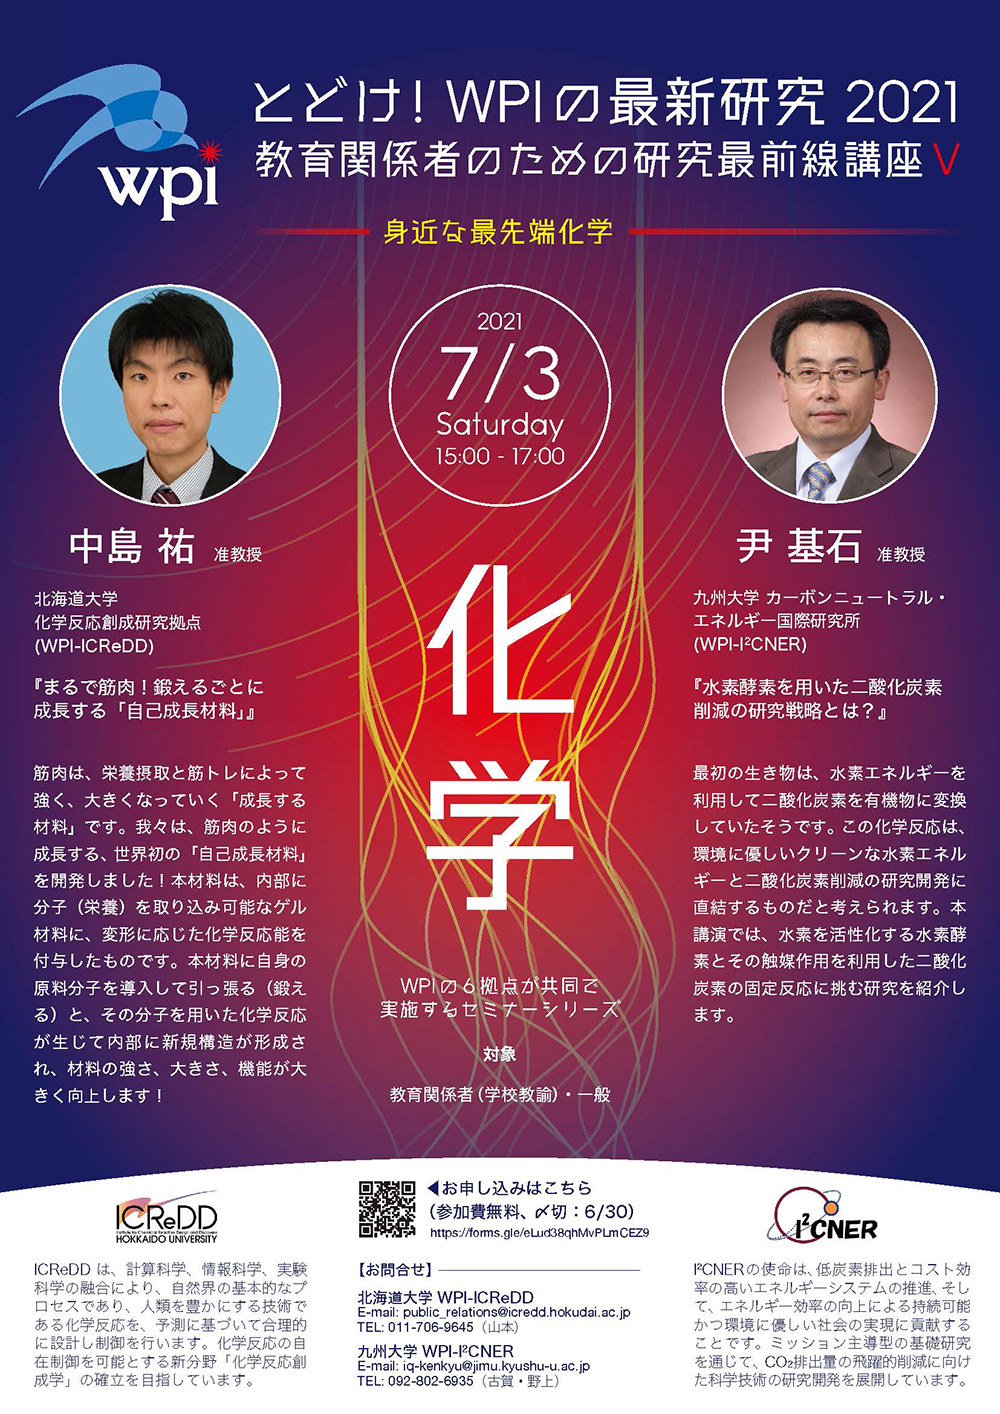 wpi
とどけ！WPIの最新研究 2021
教育関係者のための研究最前線講座 V
身近な最先端化学
2021
7/3
Saturday
15:00 - 17:00
中島 祐 准教授
北海道大学
化学反応創成研究拠点
(WPI-ICReDD)
『まるで筋肉！鍛えるごとに
成長する「自己成長材料」』
筋肉は、栄養摂取と筋トレによって
強く、大きくなっていく「成長する
材料」です。我々は、筋肉のように
成長する、世界初の「自己成長材料」
を開発しました！本材料は、内部に
分子（栄養）を取り込み可能なゲル
材料に、変形に応じた化学反応能を
付与したものです。本材料に自身の
原料分子を導入して引っ張る（鍛え
る）と、その分子を用いた化学反応
が生じて内部に新規構造が形成さ
れ、材料の強さ、大きさ、機能が大
きく向上します！
化学
WPIの6拠点が共同で
実施するセミナーシリーズ
対象
教育関係者（学校教諭）・一般
尹 基石 准教授
九州大学 カーボンニュートラル・
エネルギー国際研究所
(WPI-I²CNER)
『水素酵素を用いた二酸化炭素
削減の研究戦略とは？』
最初の生き物は、水素エネルギーを
利用して二酸化炭素を有機物に変換
していたそうです。この化学反応は、
環境に優しいクリーンな水素エネル
ギーと二酸化炭素削減の研究開発に
直結するものだと考えられます。本
講演では、水素を活性化する水素酵
素とその触媒作用を利用した二酸化
炭素の固定反応に挑む研究を紹介し
ます。
ICReDD
Institute for Chemical Reaction Design and Discovery
HOKKAIDO UNIVERSITY
ICReDD は、計算科学、情報科学、実験
科学の融合により、自然界の基本的なプ
ロセスであり、人類を豊かにする技術で
ある化学反応を、予測に基づいて合理的
に設計し制御を行います。化学反応の自
在制御を可能とする新分野「化学反応創
成学」の確立を目指しています。
◀お申し込みはこちら
（参加費無料、〆切：6/30）
https://forms.gle/eLud38qhMvPLmCEZ9
【お問合せ】
北海道大学 WPI-ICReDD
E-mail: public_relations@icredd.hokudai.ac.jp
TEL: 011-706-9645（山本）
九州大学 WPI-I²CNER
E-mail: iq-kenkyu@jimu.kyushu-u.ac.jp
TEL: 092-802-6935（古賀・野上）
I²CNER
I²CNERの使命は、低炭素排出とコスト効
率の高いエネルギーシステムの推進、そし
て、エネルギー効率の向上による持続可能
かつ環境に優しい社会の実現に貢献する
ことです。ミッション主導型の基礎研究
を通じて、CO₂排出量の飛躍的削減に向け
た科学技術の研究開発を展開しています。